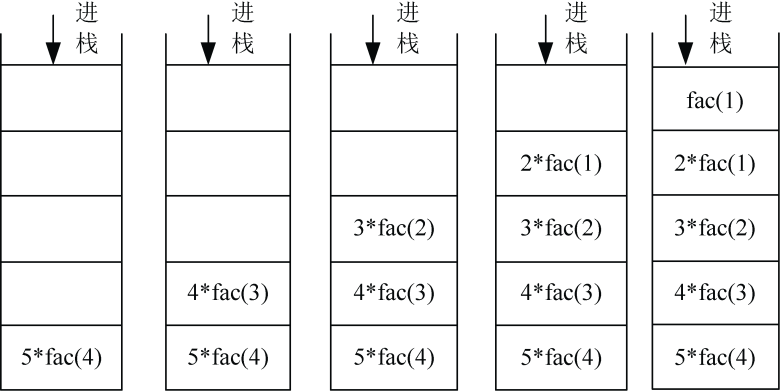 进栈
进栈
进栈
进栈
进栈
fac(1)
2*fac(1)
2*fac(1)
3*fac(2)
3*fac(2)
3*fac(2)
4*fac(3)
4*fac(3)
4*fac(3)
4*fac(3)
5*fac(4)
5*fac(4)
5*fac(4)
5*fac(4)
5*fac(4)